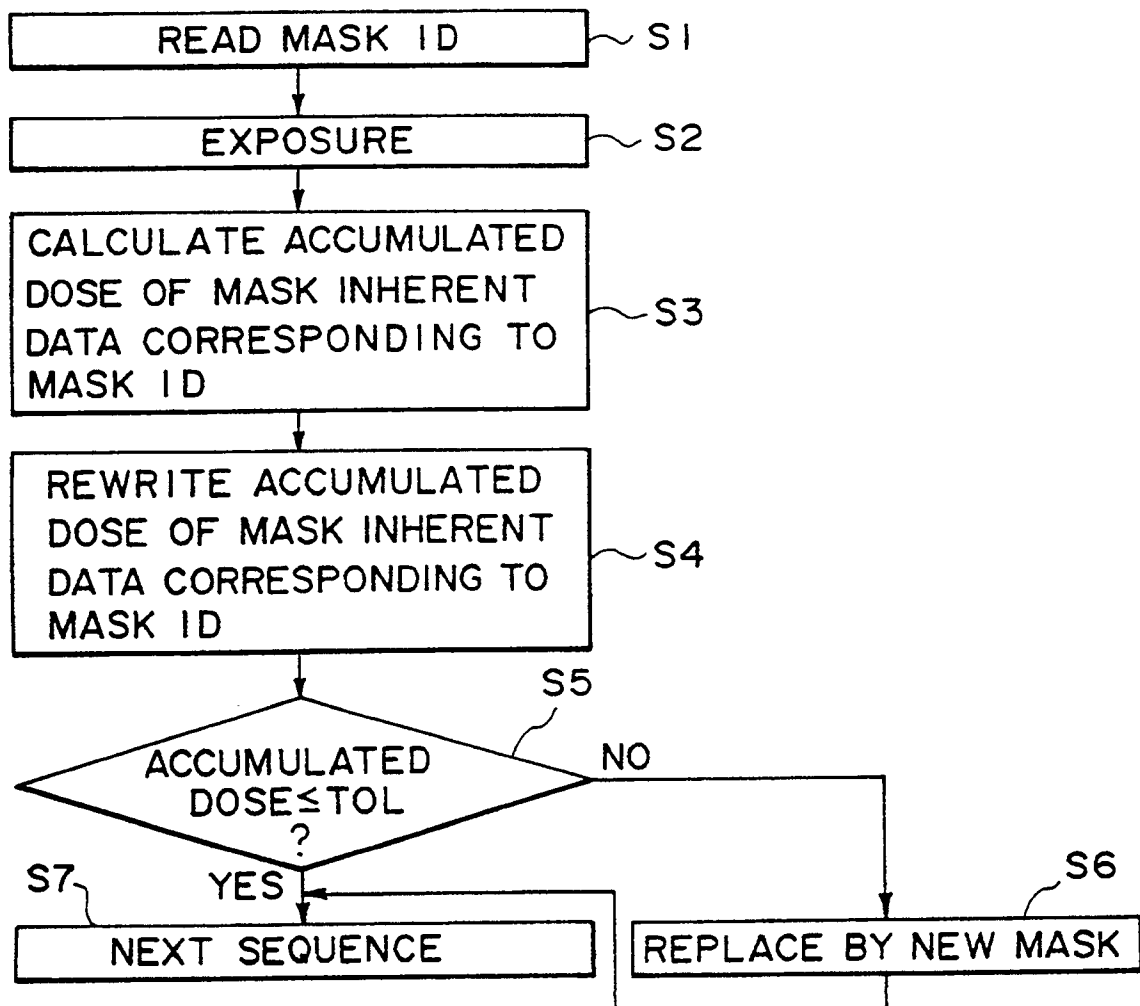 READ MASK ID
S1
EXPOSURE
S2
CALCULATE ACCUMULATED
DOSE OF MASK INHERENT
DATA CORRESPONDING TO
MASK ID
S3
REWRITE ACCUMULATED
DOSE OF MASK INHERENT
DATA CORRESPONDING TO
MASK ID
S4
S5
ACCUMULATED
DOSE≤TOL
?
NO
YES
S7
NEXT SEQUENCE
S6
REPLACE BY NEW MASK